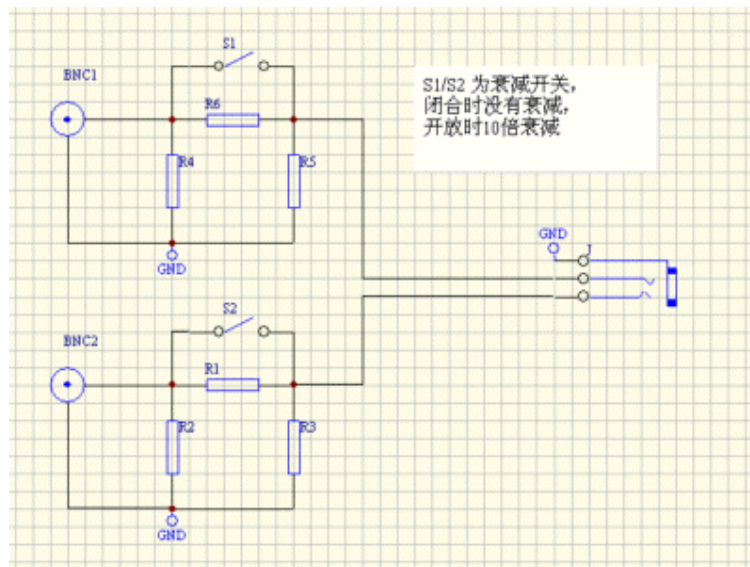 S1
BNC1
R6
R4
R5
GND
S1/S2 为衰减开关，
闭合时没有衰减，
开放时10倍衰减
GND
J
S2
BNC2
R1
R2
R3
GND